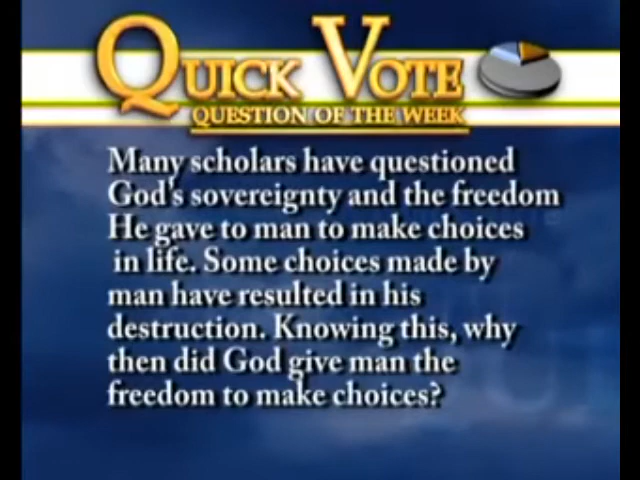 QUICK VOTE
QUESTION OF THE WEEK
Many scholars have questioned
God's sovereignty and the freedom
He gave to man to make choices
in life. Some choices made by
man have resulted in his
destruction. Knowing this, why
then did God give man the
freedom to make choices?